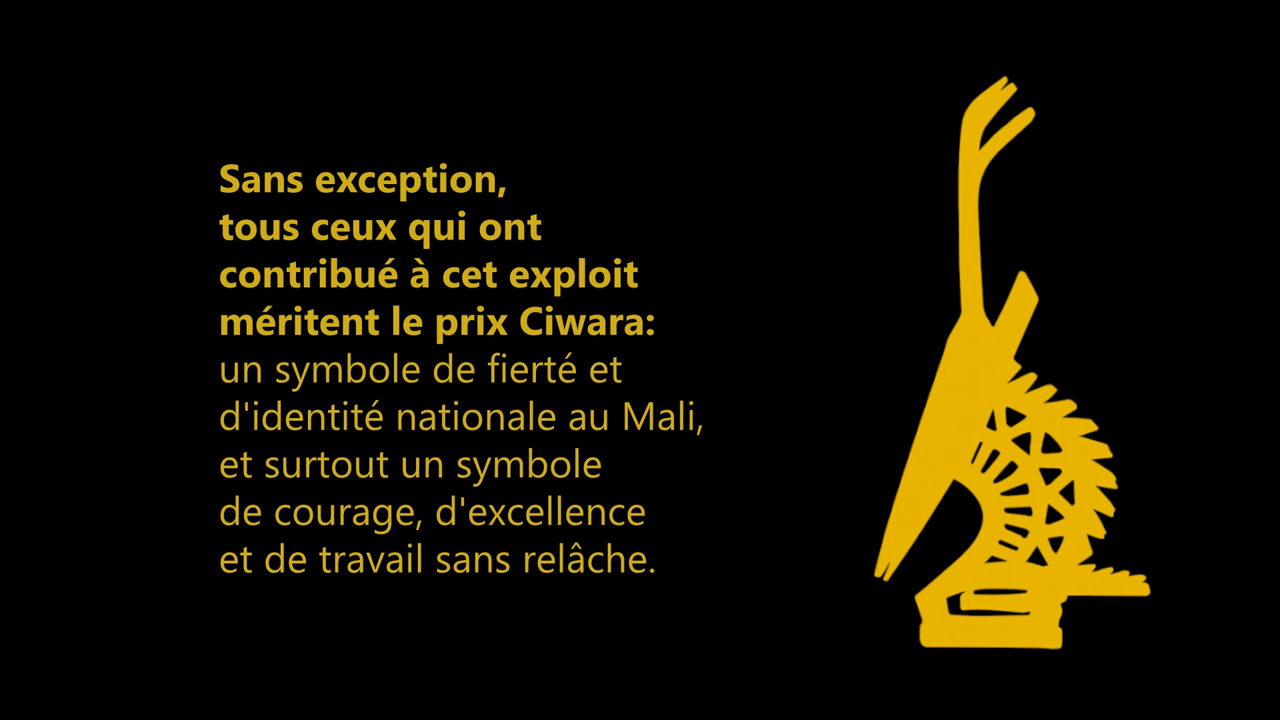 Sans exception,
tous ceux qui ont
contribué à cet exploit
méritent le prix Ciwara:
un symbole de fierté et
d'identité nationale au Mali,
et surtout un symbole
de courage, d'excellence
et de travail sans relâche.